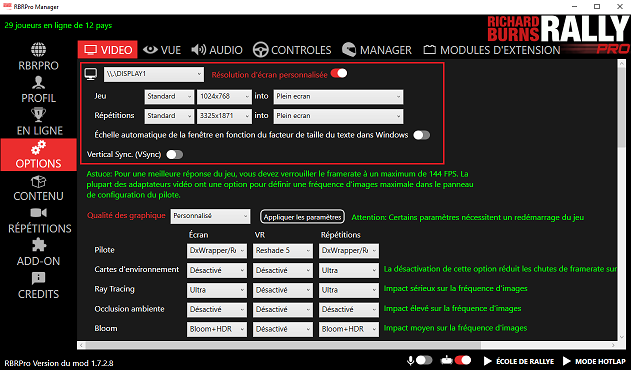 RBRPro Manager
29 joueurs en ligne de 12 pays
RICHARD BURNS RALLY PRO
RBRPRO
PROFIL
EN LIGNE
OPTIONS
CONTENU
RÉPÉTITIONS
ADD-ON
CREDITS
VIDEO VUE AUDIO CONTROLES MANAGER MODULES D'EXTENSION
\\.\DISPLAY1 Résolution d'écran personnalisée
Jeu Standard 1024x768 into Plein ecran
Répétitions Standard 3325x1871 into Plein ecran
Échelle automatique de la fenêtre en fonction du facteur de taille du texte dans Windows
Vertical Sync. (VSync)
Astuce: Pour une meilleure réponse du jeu, vous devez verrouiller le framerate à un maximum de 144 FPS. La
plupart des adaptateurs vidéo ont une option pour définir une fréquence d'images maximale dans le panneau
de configuration du pilote.
Qualité des graphique Personnalisé Appliquer les paramètres Attention: Certains paramètres nécessitent un redémarrage du jeu
Écran VR Répétitions
Pilote DxWrapper/R Reshade 5 DxWrapper/R
Cartes d'environnement Désactivé Désactivé Ultra La désactivation de cette option réduit les chutes de framerate sur
Ray Tracing Ultra Désactivé Ultra Impact sérieux sur la fréquence d'images
Occlusion ambiente Désactivé Désactivé Désactivé Impact élevé sur la fréquence d'images
Bloom Bloom+HDR Désactivé Bloom+HDR Impact moyen sur la fréquence d'images
RBRPro Version du mod 1.7.2.8
ÉCOLE DE RALLYE MODE HOTLAP